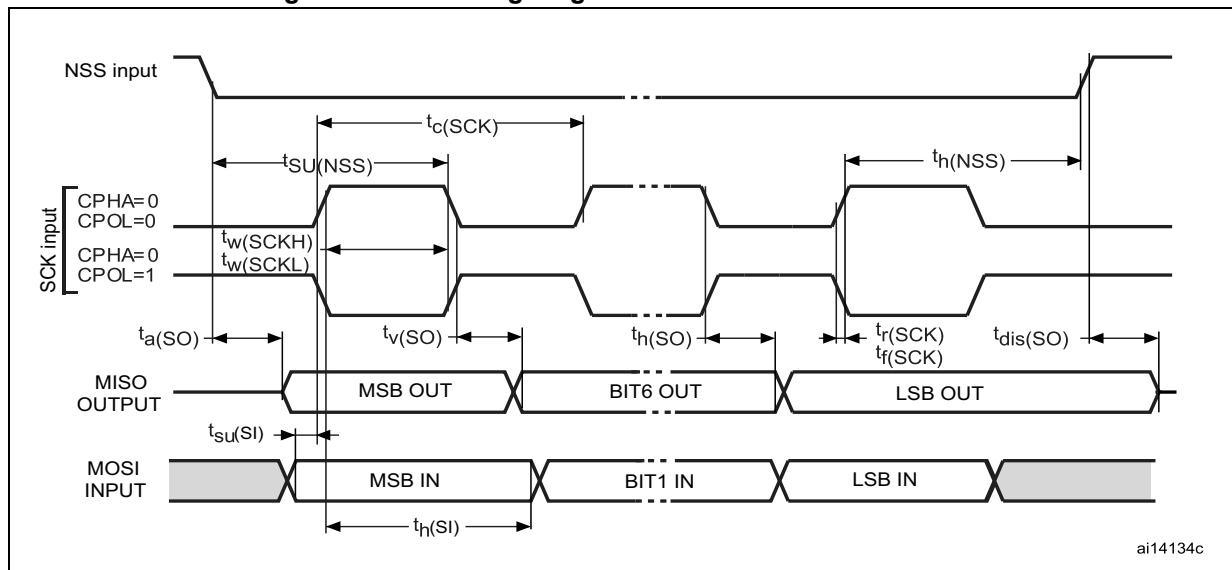 NSS input
tc(SCK)
tSU(NSS)
th(NSS)
SCK input
CPHA=0
CPOL=0
tw(SCKH)
CPHA=0
tw(SCKL)
CPOL=1
ta(SO)
tv(SO)
th(SO)
tr(SCK)
tf(SCK)
tdis(SO)
MISO
OUTPUT
MSB OUT
BIT6 OUT
LSB OUT
tsu(SI)
MOSI
INPUT
MSB IN
BIT1 IN
LSB IN
th(SI)
ai14134c